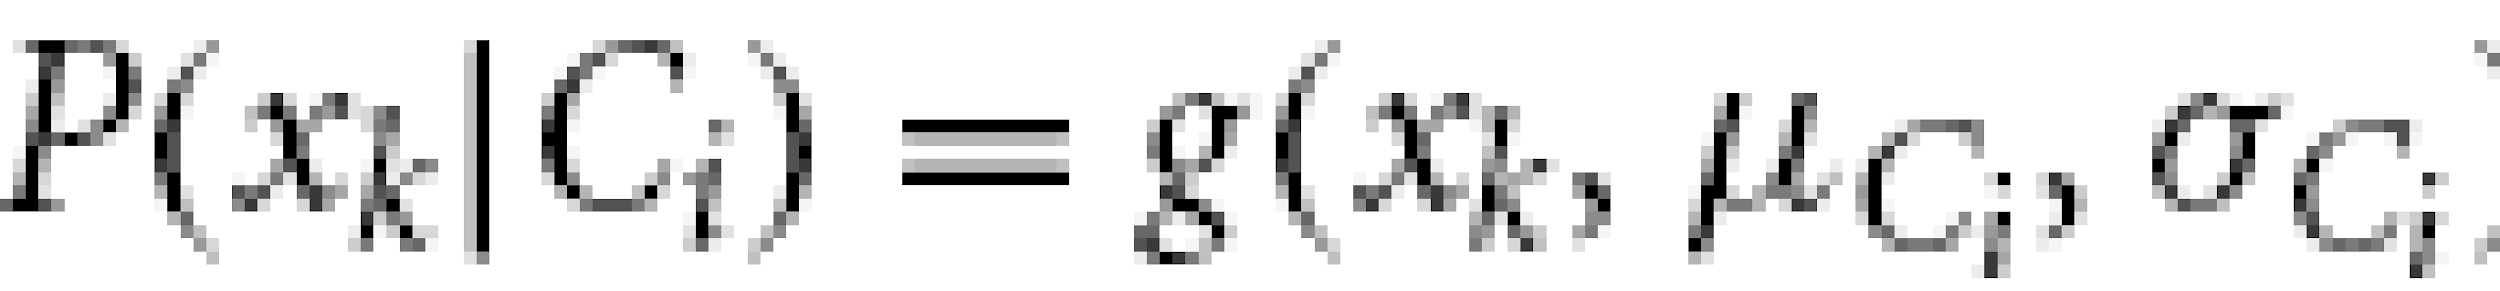 P(x_k|C_i) = g(x_k, μ_{C_i}, σ_{C_i})